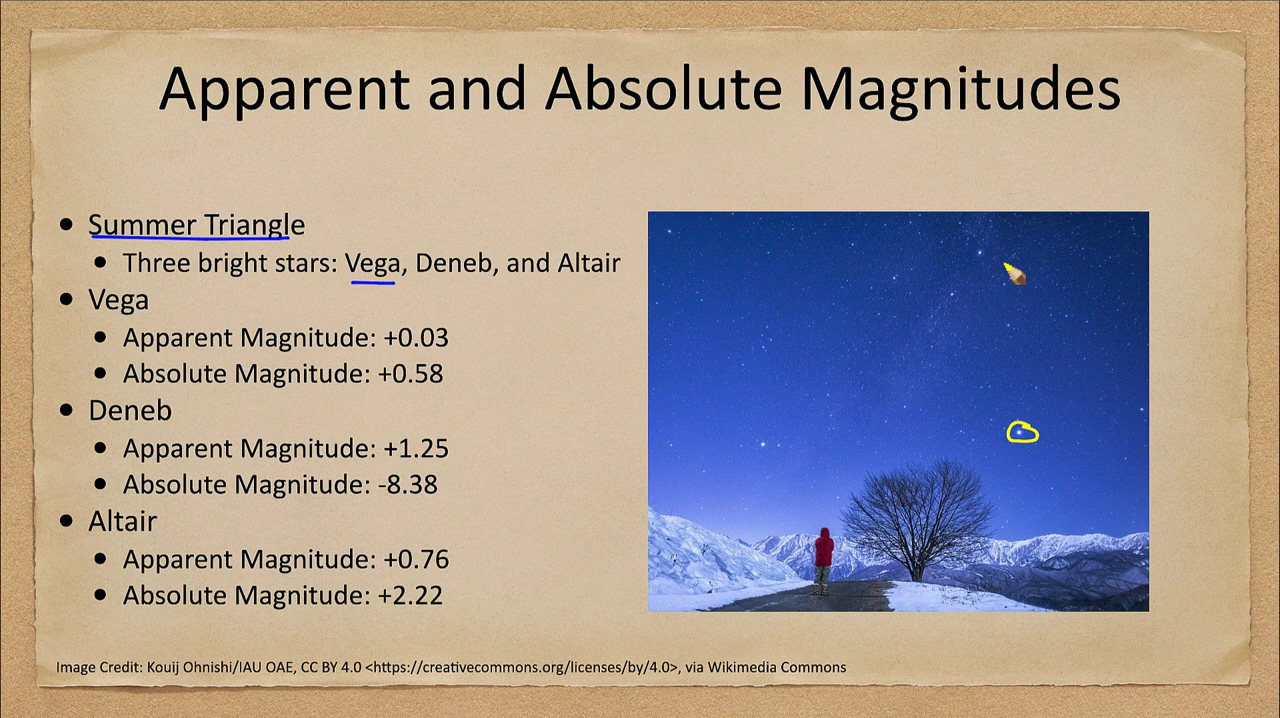 Apparent and Absolute Magnitudes
• Summer Triangle
• Three bright stars: Vega, Deneb, and Altair
• Vega
• Apparent Magnitude: +0.03
• Absolute Magnitude: +0.58
• Deneb
• Apparent Magnitude: +1.25
• Absolute Magnitude: -8.38
• Altair
• Apparent Magnitude: +0.76
• Absolute Magnitude: +2.22
Image Credit: Kouij Ohnishi/IAU OAE, CC BY 4.0 <https://creativecommons.org/licenses/by/4.0>, via Wikimedia Commons